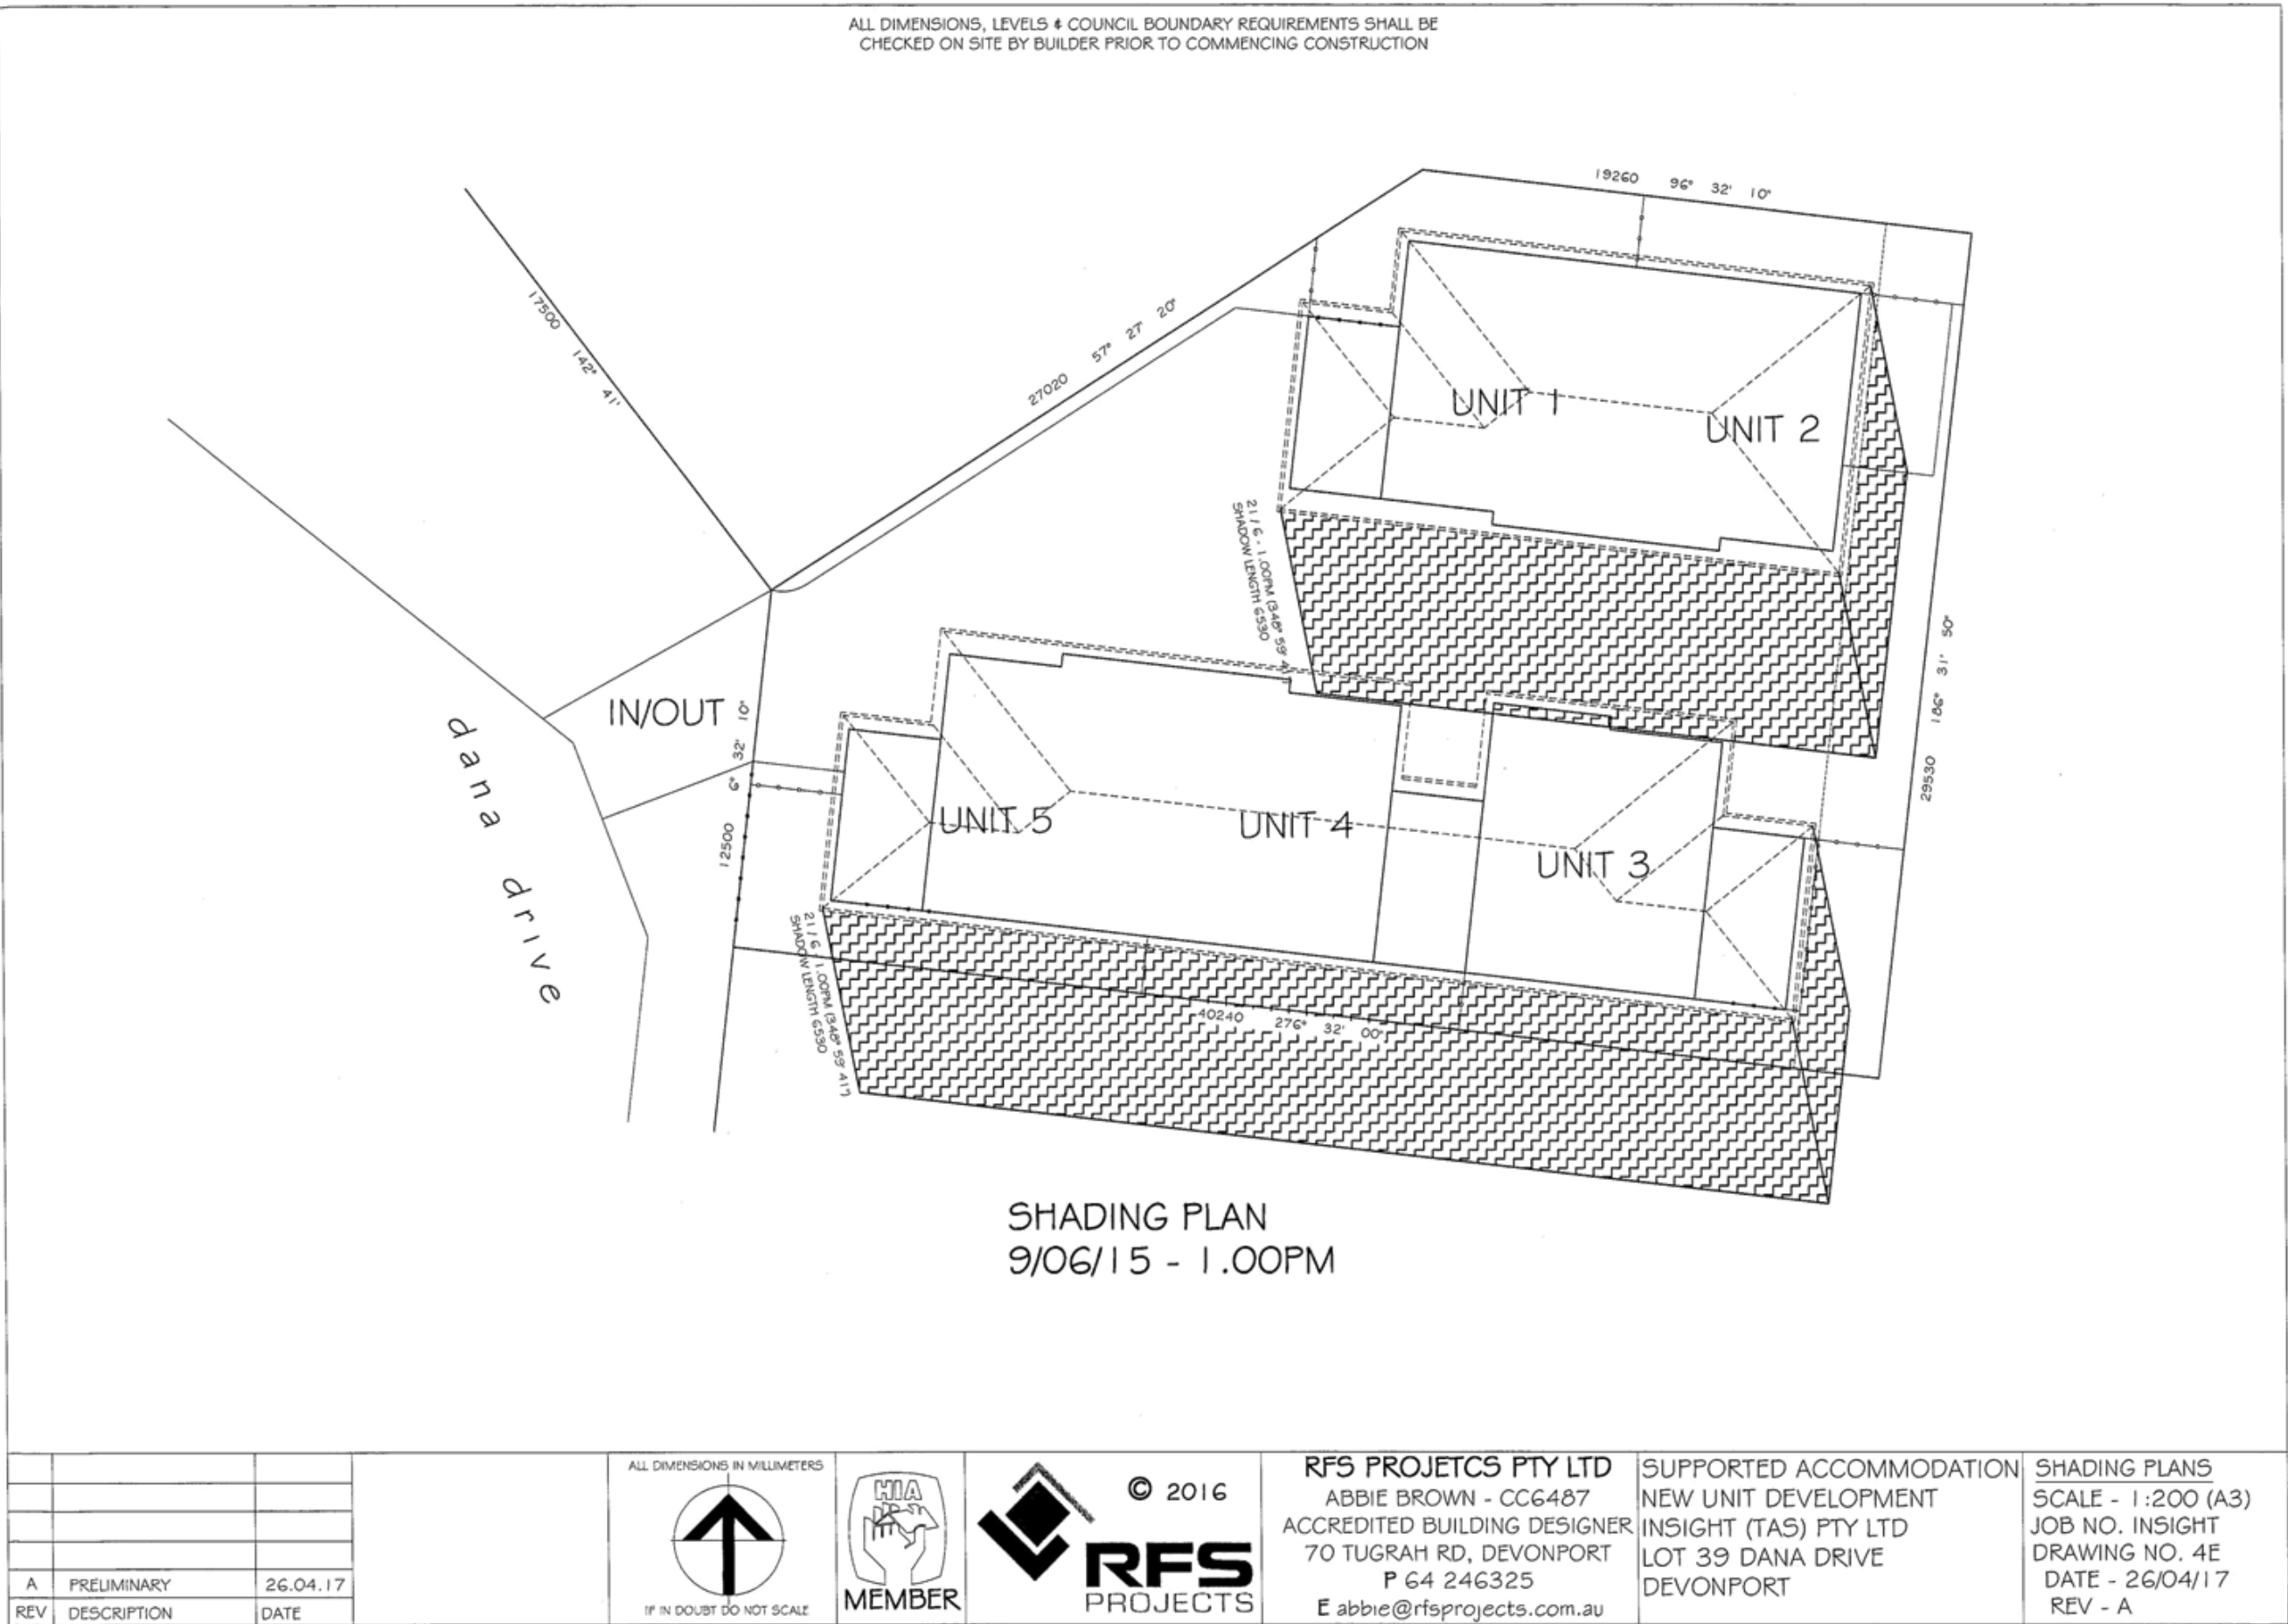 ALL DIMENSIONS, LEVELS & COUNCIL BOUNDARY REQUIREMENTS SHALL BE
CHECKED ON SITE BY BUILDER PRIOR TO COMMENCING CONSTRUCTION
19260 96° 32' 10"
17500 142° 41'
27020 57° 27' 20"
UNIT 1
UNIT 2
21/6 - 1.00PM (348° 59' 4
SHADOW LENGTH 6530
186° 31' 50"
29530
IN/OUT
6° 32' 10"
12500
dana drive
UNIT 5
UNIT 4
UNIT 3
21/6 1.00PM (348° 59' 41")
SHADOW LENGTH 6530
40240 276° 32' 00"
SHADING PLAN
9/06/15 - 1.00PM
A PRELIMINARY 26.04.17
REV DESCRIPTION DATE
ALL DIMENSIONS IN MILLIMETERS
IF IN DOUBT DO NOT SCALE
HIA
MEMBER
© 2016
RFS
PROJECTS
RFS PROJETCS PTY LTD
ABBIE BROWN - CC6487
ACCREDITED BUILDING DESIGNER
70 TUGRAH RD, DEVONPORT
P 64 246325
E abbie@rfsprojects.com.au
SUPPORTED ACCOMMODATION
NEW UNIT DEVELOPMENT
INSIGHT (TAS) PTY LTD
LOT 39 DANA DRIVE
DEVONPORT
SHADING PLANS
SCALE - 1:200 (A3)
JOB NO. INSIGHT
DRAWING NO. 4E
DATE - 26/04/17
REV - A